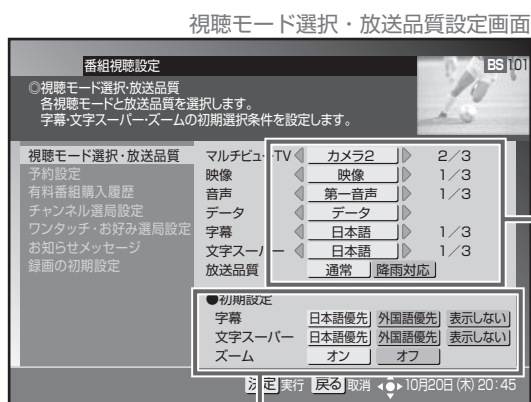 視聴モード選択・放送品質設定画面
番組視聴設定
BS 101
◎視聴モード選択・放送品質
各視聴モードと放送品質を選択します。
字幕・文字スーパー・ズームの初期選択条件を設定します。
視聴モード選択・放送品質
予約設定
有料番組購入履歴
チャンネル選局設定
ワンタッチ・お好み選局設定
お知らせメッセージ
録画の初期設定
マルチビューTV カメラ2 2/3
映像 映像 1/3
音声 第一音声 1/3
データ データ
字幕 日本語 1/3
文字スーパー 日本語 1/3
放送品質 通常 降雨対応
●初期設定
字幕 日本語優先 外国語優先 表示しない
文字スーパー 日本語優先 外国語優先 表示しない
ズーム オン オフ
決定 実行 戻る 取消 10月20日(木) 20:45